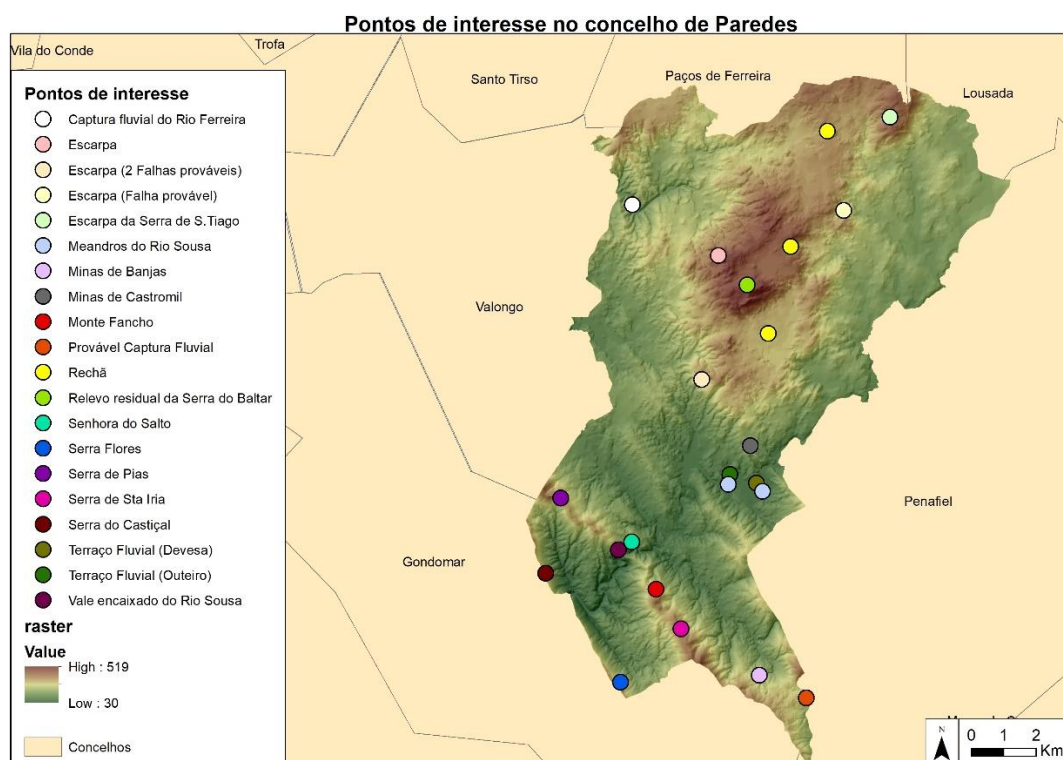 Pontos de interesse no concelho de Paredes
Vila do Conde
Trofa
Santo Tirso
Paços de Ferreira
Lousada
Valongo
Penafiel
Gondomar
Pontos de interesse
Captura fluvial do Rio Ferreira
Escarpa
Escarpa (2 Falhas prováveis)
Escarpa (Falha provável)
Escarpa da Serra de S.Tiago
Meandros do Rio Sousa
Minas de Banjas
Minas de Castromil
Monte Fancho
Provável Captura Fluvial
Rechã
Relevo residual da Serra do Baltar
Senhora do Salto
Serra Flores
Serra de Pias
Serra de Sta Iria
Serra do Castiçal
Terraço Fluvial (Devesa)
Terraço Fluvial (Outeiro)
Vale encaixado do Rio Sousa
raster
Value
High : 519
Low : 30
Concelhos
N
0 1 2
Km